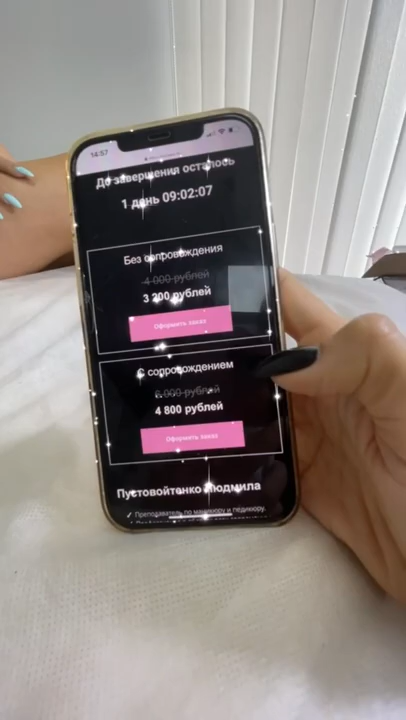 14:57
До завершения осталось
1 день 09:02:07
Без сопровождения
4 000 рублей
3 200 рублей
Оформить заказ
С сопровождением
6 000 рублей
4 800 рублей
Оформить заказ
Пустовойтенко Людмила
✓ Преподаватель по маникюру и педикюру.